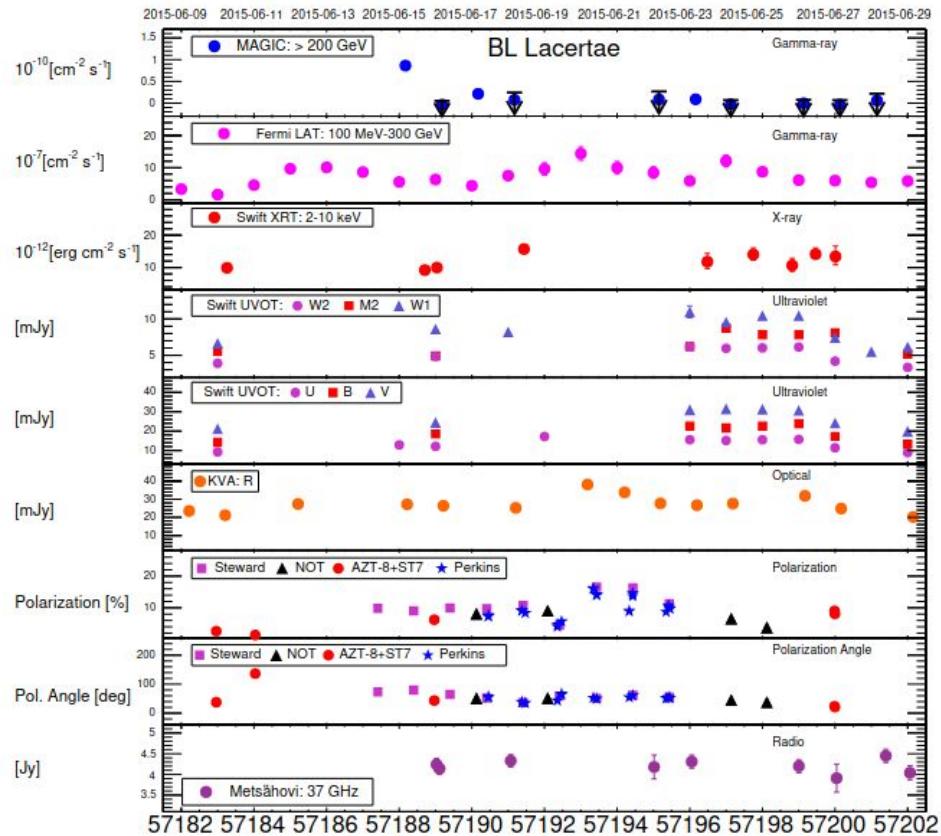 2015-06-09 2015-06-11 2015-06-13 2015-06-15 2015-06-17 2015-06-19 2015-06-21 2015-06-23 2015-06-25 2015-06-27 2015-06-29
MAGIC: > 200 GeV
BL Lacertae
Gamma-ray
10⁻¹⁰[cm⁻² s⁻¹]
1.5
1
0.5
0
Fermi LAT: 100 MeV-300 GeV
Gamma-ray
10⁻⁷[cm⁻² s⁻¹]
20
10
0
Swift XRT: 2-10 keV
X-ray
10⁻¹²[erg cm⁻² s⁻¹]
20
10
Swift UVOT: W2 M2 W1
Ultraviolet
[mJy]
10
5
Swift UVOT: U B V
Ultraviolet
[mJy]
40
30
20
10
KVA: R
Optical
[mJy]
40
30
20
10
Steward NOT AZT-8+ST7 Perkins
Polarization
Polarization [%]
20
10
Steward NOT AZT-8+ST7 Perkins
Polarization Angle
Pol. Angle [deg]
200
100
0
Radio
[Jy]
5
4.5
4
3.5
Metsähovi: 37 GHz
57182 57184 57186 57188 57190 57192 57194 57196 57198 57200 57202